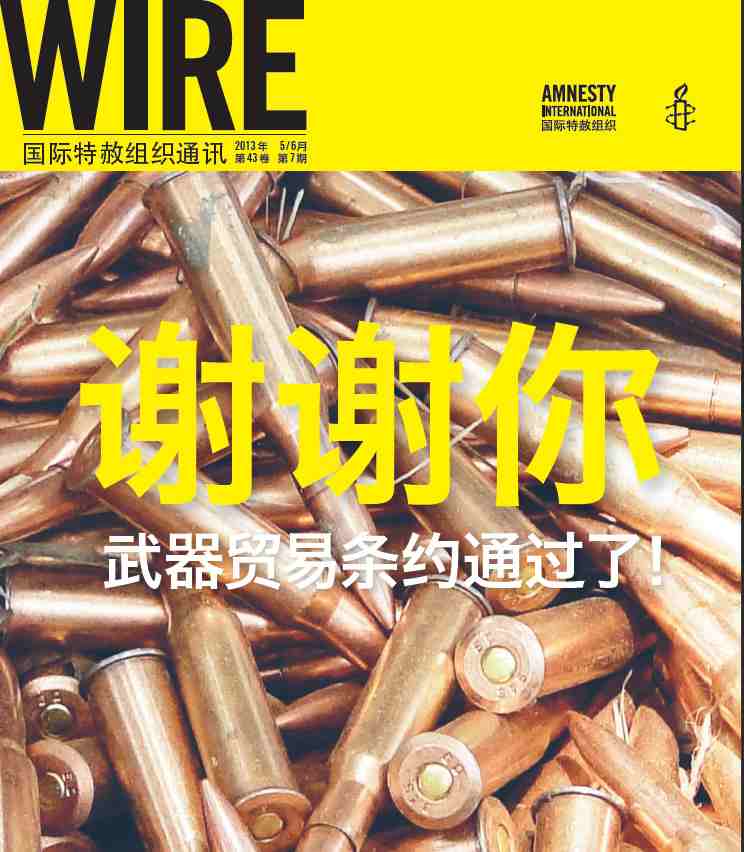 WIRE
国际特赦组织通讯
2013年 5/6月
第43卷 第7期
AMNESTY
INTERNATIONAL
国际特赦组织
谢谢你
武器贸易条约通过了!